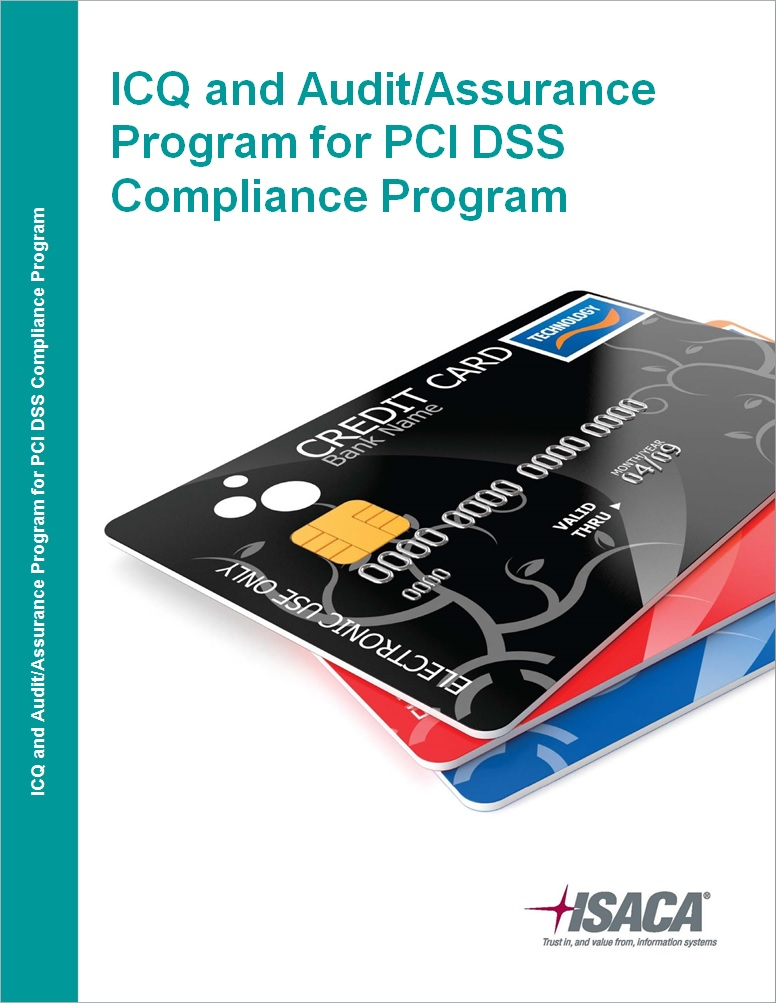 ICQ and Audit/Assurance
Program for PCI DSS
Compliance Program
ICQ and Audit/Assurance Program for PCI DSS Compliance Program
TECHNOLOGY
CREDIT CARD
Bank Name
0000 0000 0000 0000
0000
MONTH/YEAR
04/09
VALID
THRU
ELECTRONIC USE ONLY
ISACA®
Trust in, and value from, information systems